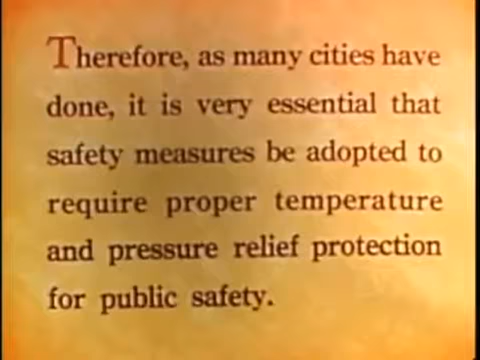 Therefore, as many cities have
done, it is very essential that
safety measures be adopted to
require proper temperature
and pressure relief protection
for public safety.